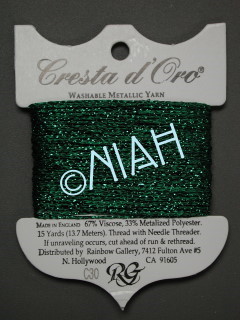 Cresta d'Oro®
WASHABLE METALLIC YARN
©NIAH
MADE IN ENGLAND 67% Viscose, 33% Metalized Polyester.
15 Yards (13.7 Meters). Thread with Needle Threader.
If unraveling occurs, cut ahead of run & rethread.
Distributed by Rainbow Gallery, 7412 Fulton Ave #5
N. Hollywood CA 91605
C30 RG